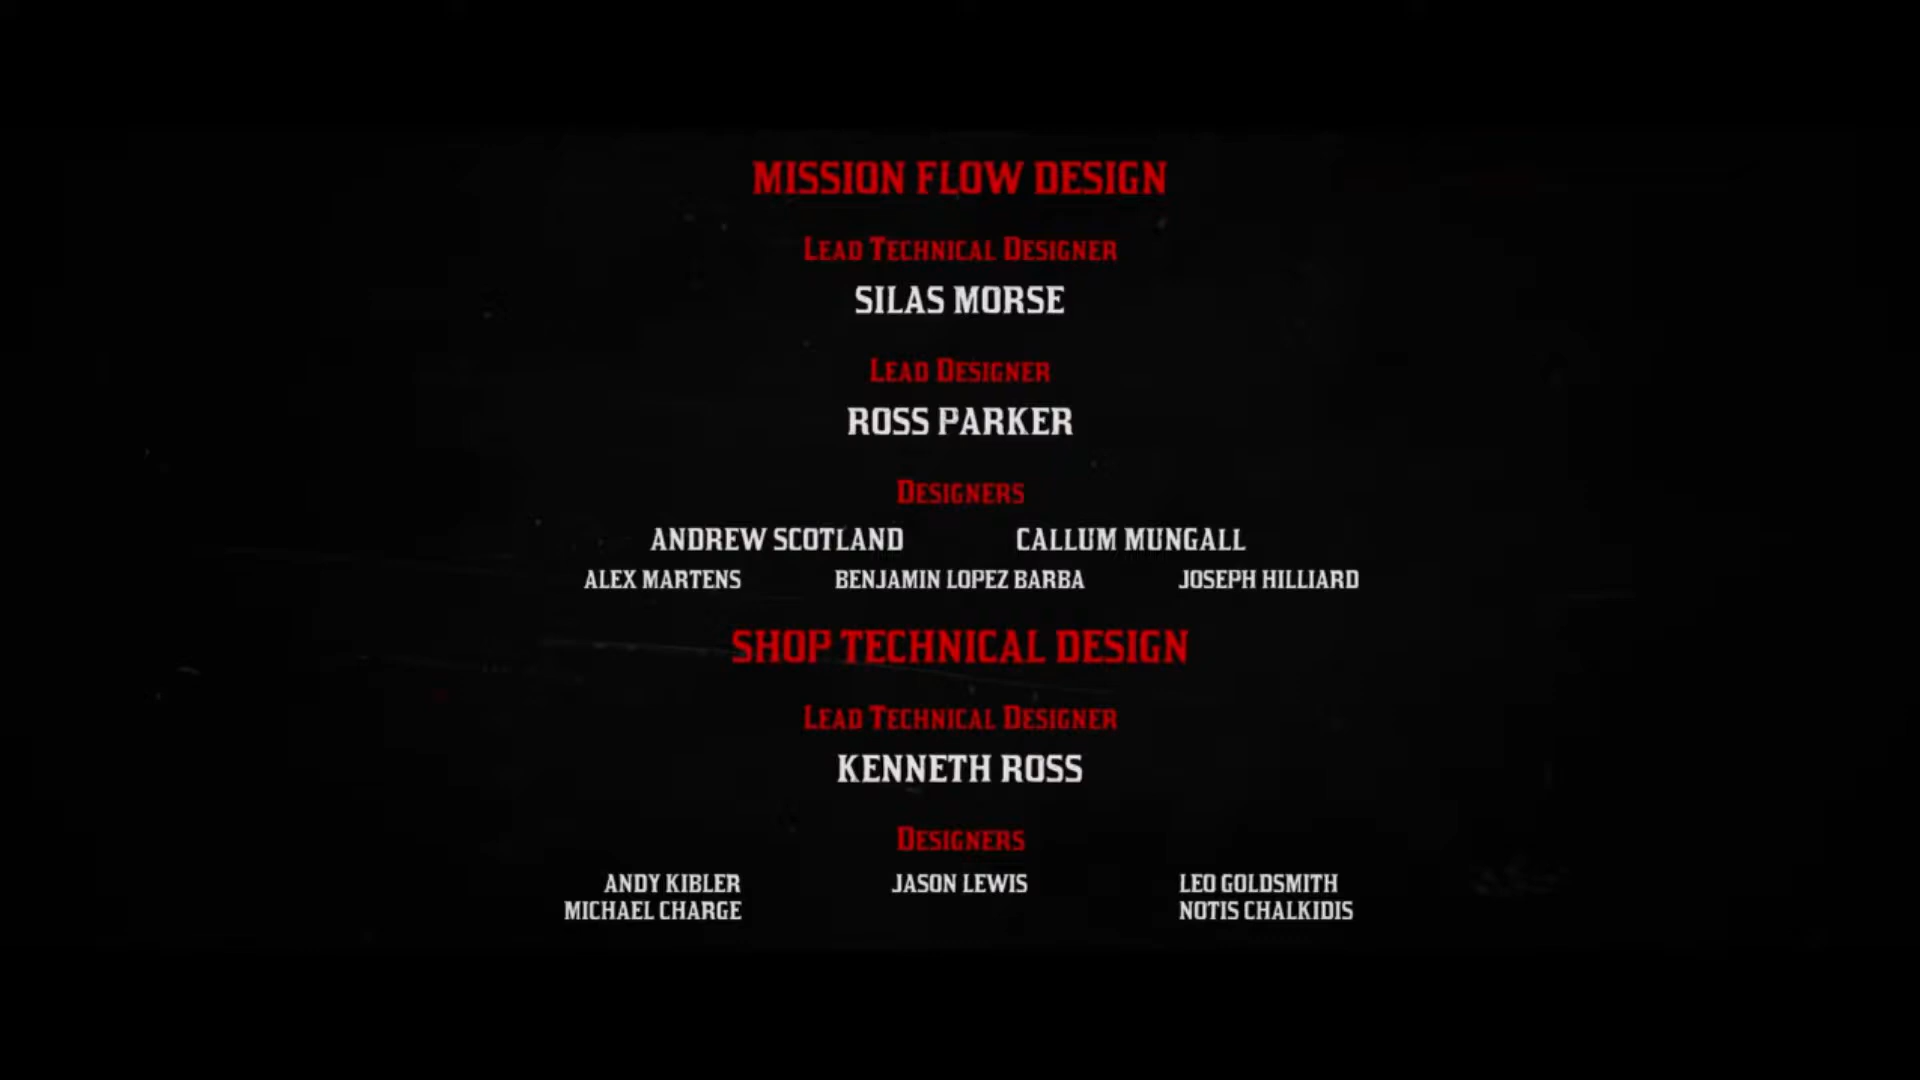 MISSION FLOW DESIGN
LEAD TECHNICAL DESIGNER
SILAS MORSE
LEAD DESIGNER
ROSS PARKER
DESIGNERS
ANDREW SCOTLAND CALLUM MUNGALL
ALEX MARTENS BENJAMIN LOPEZ BARBA JOSEPH HILLIARD
SHOP TECHNICAL DESIGN
LEAD TECHNICAL DESIGNER
KENNETH ROSS
DESIGNERS
ANDY KIBLER JASON LEWIS LEO GOLDSMITH
MICHAEL CHARGE NOTIS CHALKIDIS